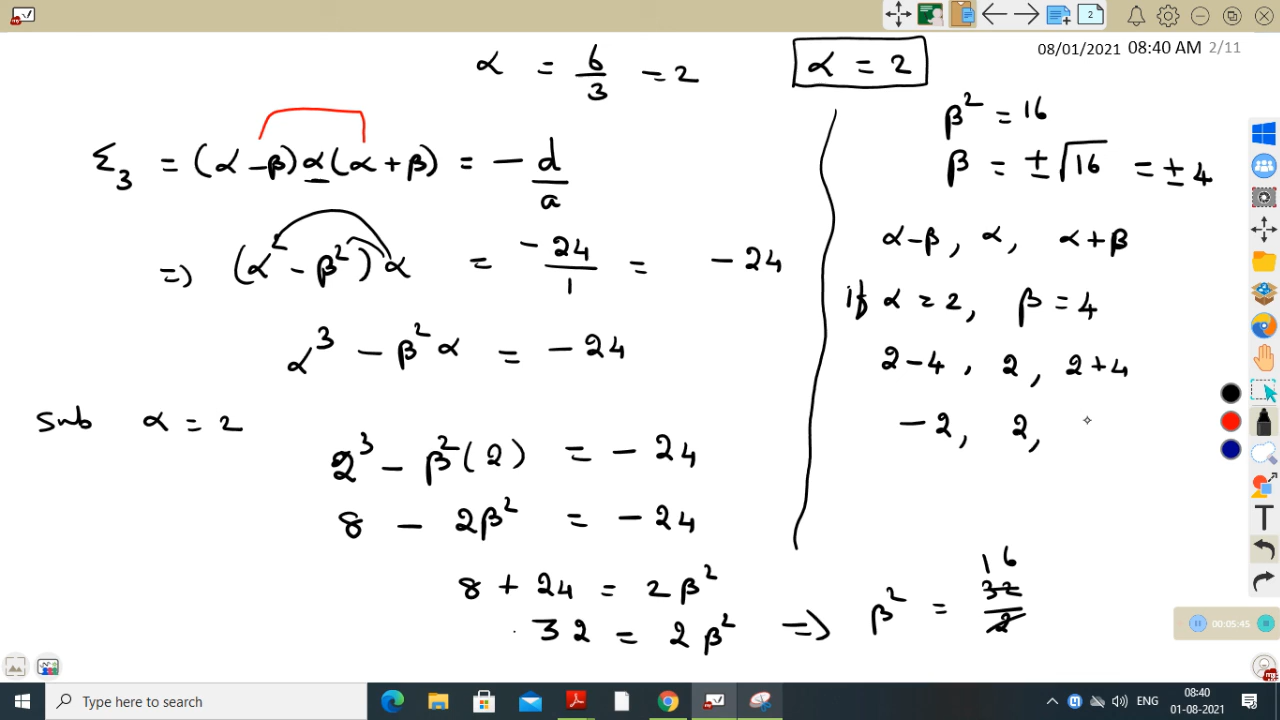 2
08/01/2021 08:40 AM 2/11
α = 6/3 = 2
α = 2
Σ₃ = (α - β) α (α + β) = - d/a
=> (α² - β²) α = -24/1 = -24
α³ - β²α = -24
Sub α = 2
2³ - β²(2) = -24
8 - 2β² = -24
8 + 24 = 2β²
32 = 2β² => β² = 32/2 16
β² = 16
β = ±√16 = ±4
α-β, α, α+β
if α = 2, β = 4
2-4, 2, 2+4
-2, 2,
T
00:05:45
Type here to search
ENG
08:40
01-08-2021